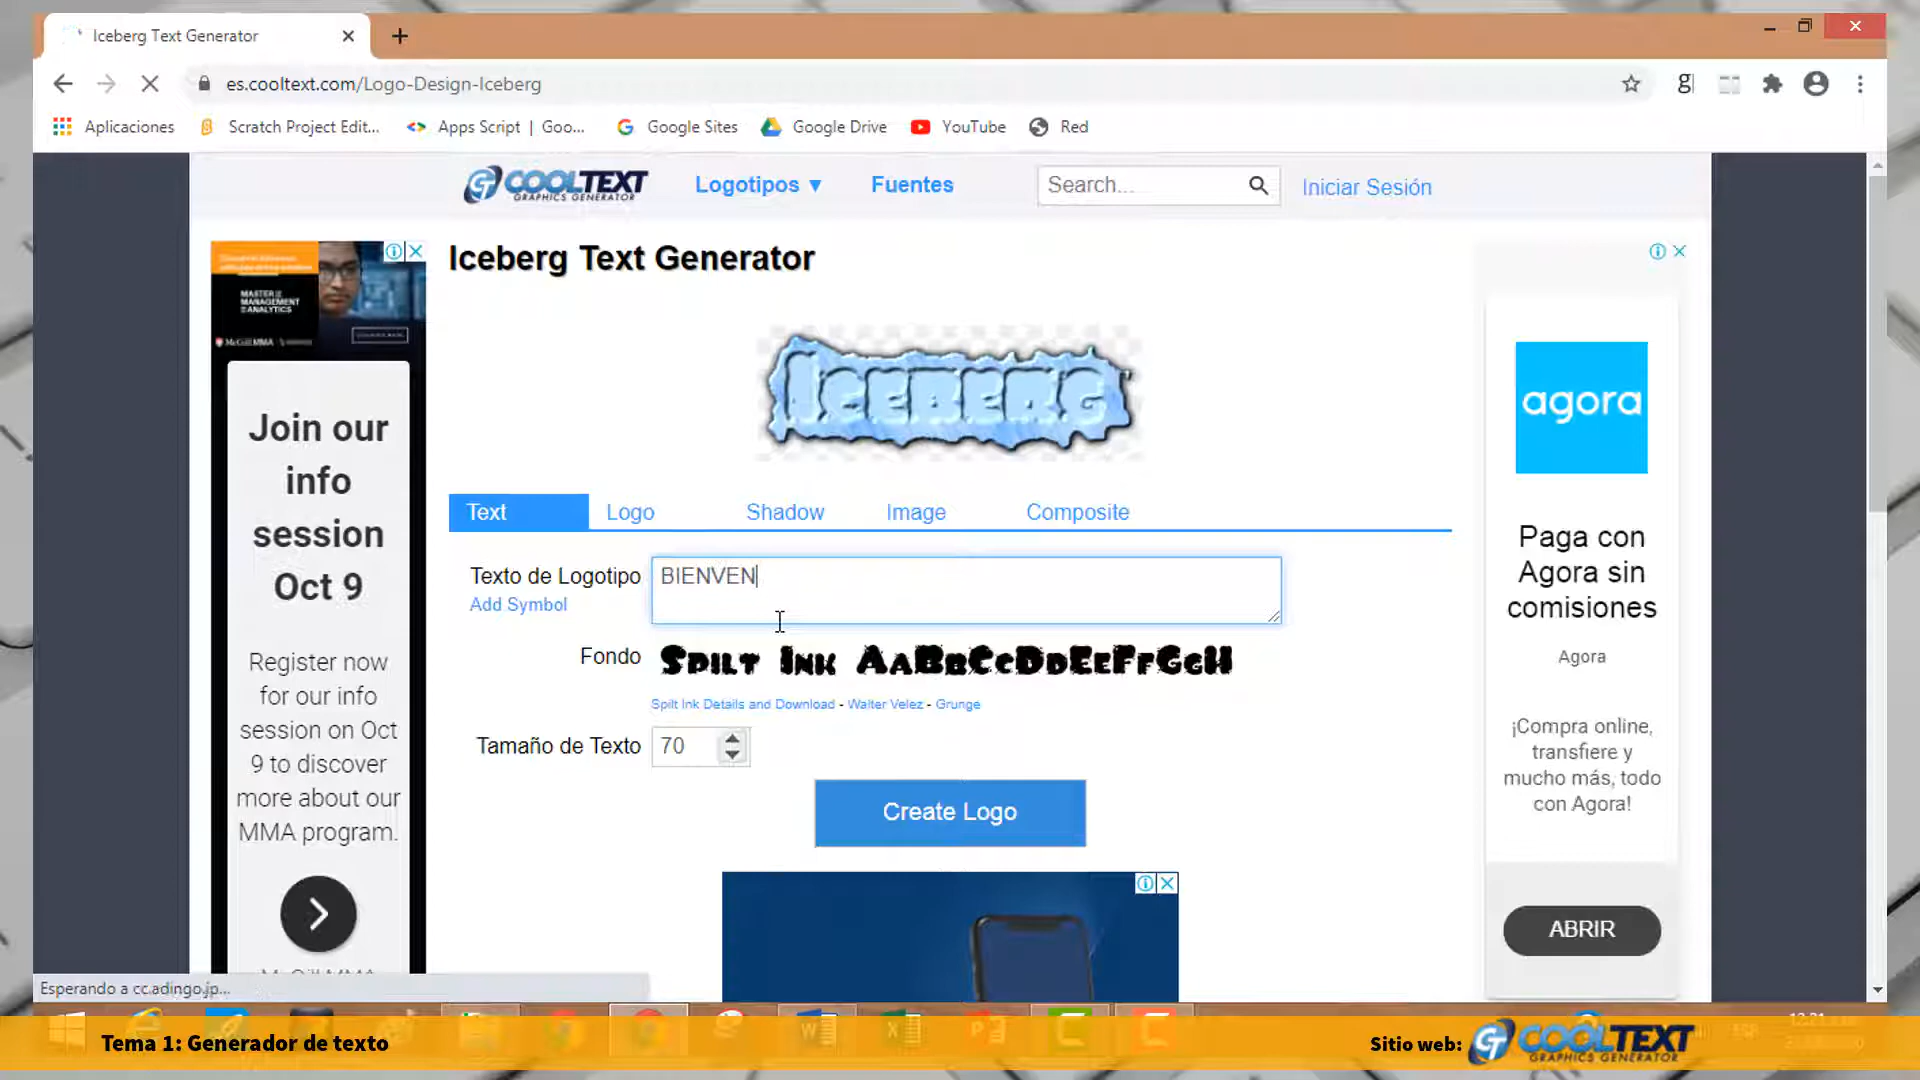 Iceberg Text Generator
es.cooltext.com/Logo-Design-Iceberg
g
Aplicaciones
Scratch Project Edit...
Apps Script | Goo...
Google Sites
Google Drive
YouTube
Red
COOLTEXT
GRAPHICS GENERATOR
Logotipos ▼
Fuentes
Search...
Iniciar Sesión
Iceberg Text Generator
MASTER
MANAGEMENT
ANALYTICS
McGill MMA
Iceberg
Join our
info
session
Oct 9
Register now
for our info
session on Oct
9 to discover
more about our
MMA program.
Text
Logo
Shadow
Image
Composite
Texto de Logotipo
BIENVEN
Add Symbol
Fondo
Spilt Ink AaBbCcDdEeFfGgH
Spilt Ink Details and Download - Walter Velez - Grunge
Tamaño de Texto
70
Create Logo
agora
Paga con
Agora sin
comisiones
Agora
¡Compra online,
transfiere y
mucho más, todo
con Agora!
ABRIR
Esperando a cc.adingo.jp...
Tema 1: Generador de texto
Sitio web:
COOLTEXT
GRAPHICS GENERATOR